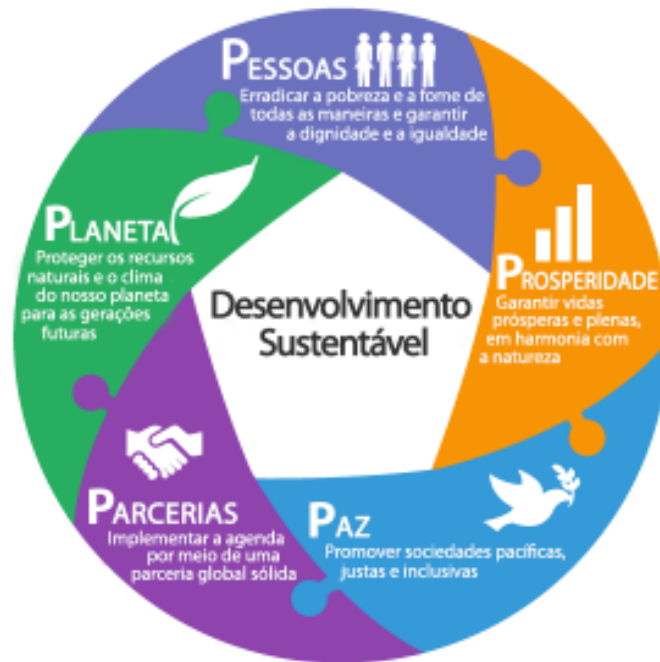 PESSOAS
Erradicar a pobreza e a fome de
todas as maneiras e garantir
a dignidade e a igualdade
PROSPERIDADE
Garantir vidas
prósperas e plenas,
em harmonia com
a natureza
PAZ
Promover sociedades pacíficas,
justas e inclusivas
PARCERIAS
Implementar a agenda
por meio de uma
parceria global sólida
PLANETA
Proteger os recursos
naturais e o clima
do nosso planeta
para as gerações
futuras
Desenvolvimento
Sustentável